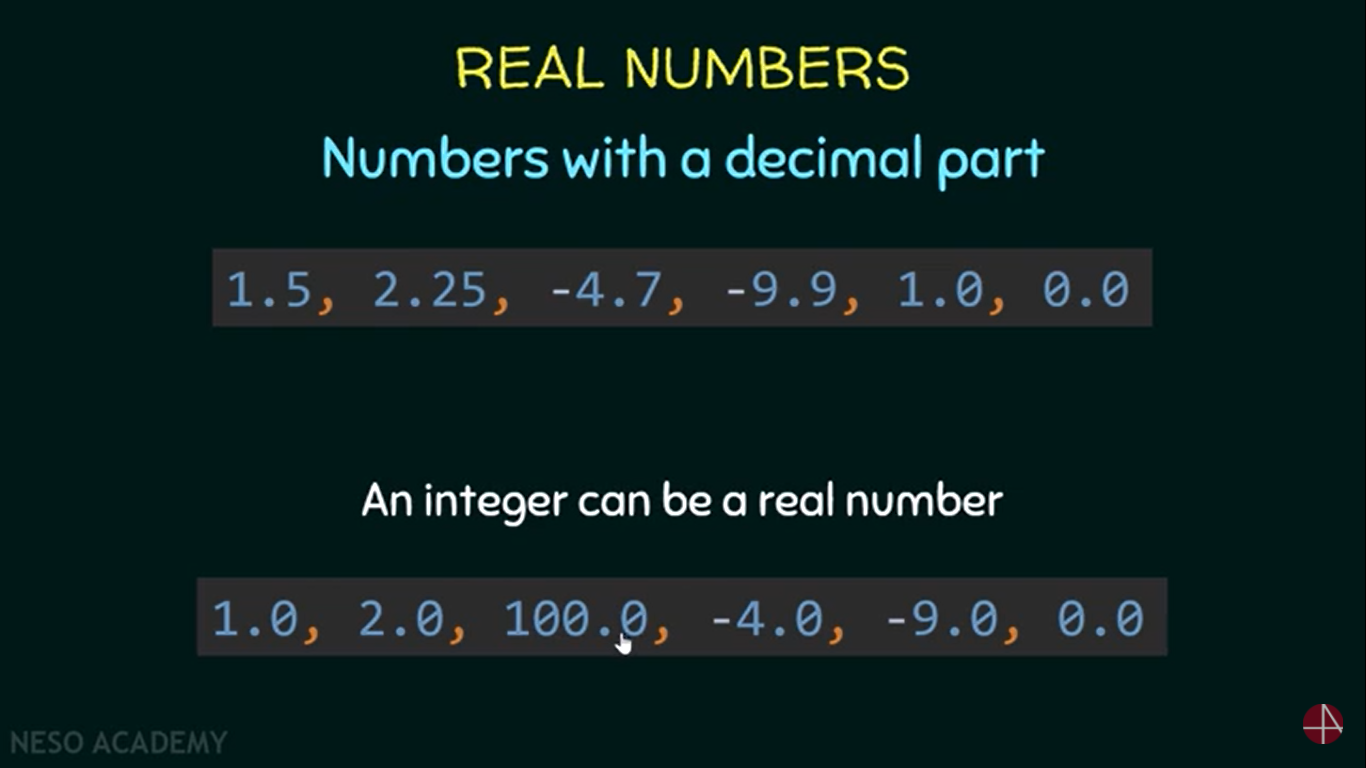 REAL NUMBERS
Numbers with a decimal part
1.5, 2.25, -4.7, -9.9, 1.0, 0.0
An integer can be a real number
1.0, 2.0, 100.0, -4.0, -9.0, 0.0
NESO ACADEMY